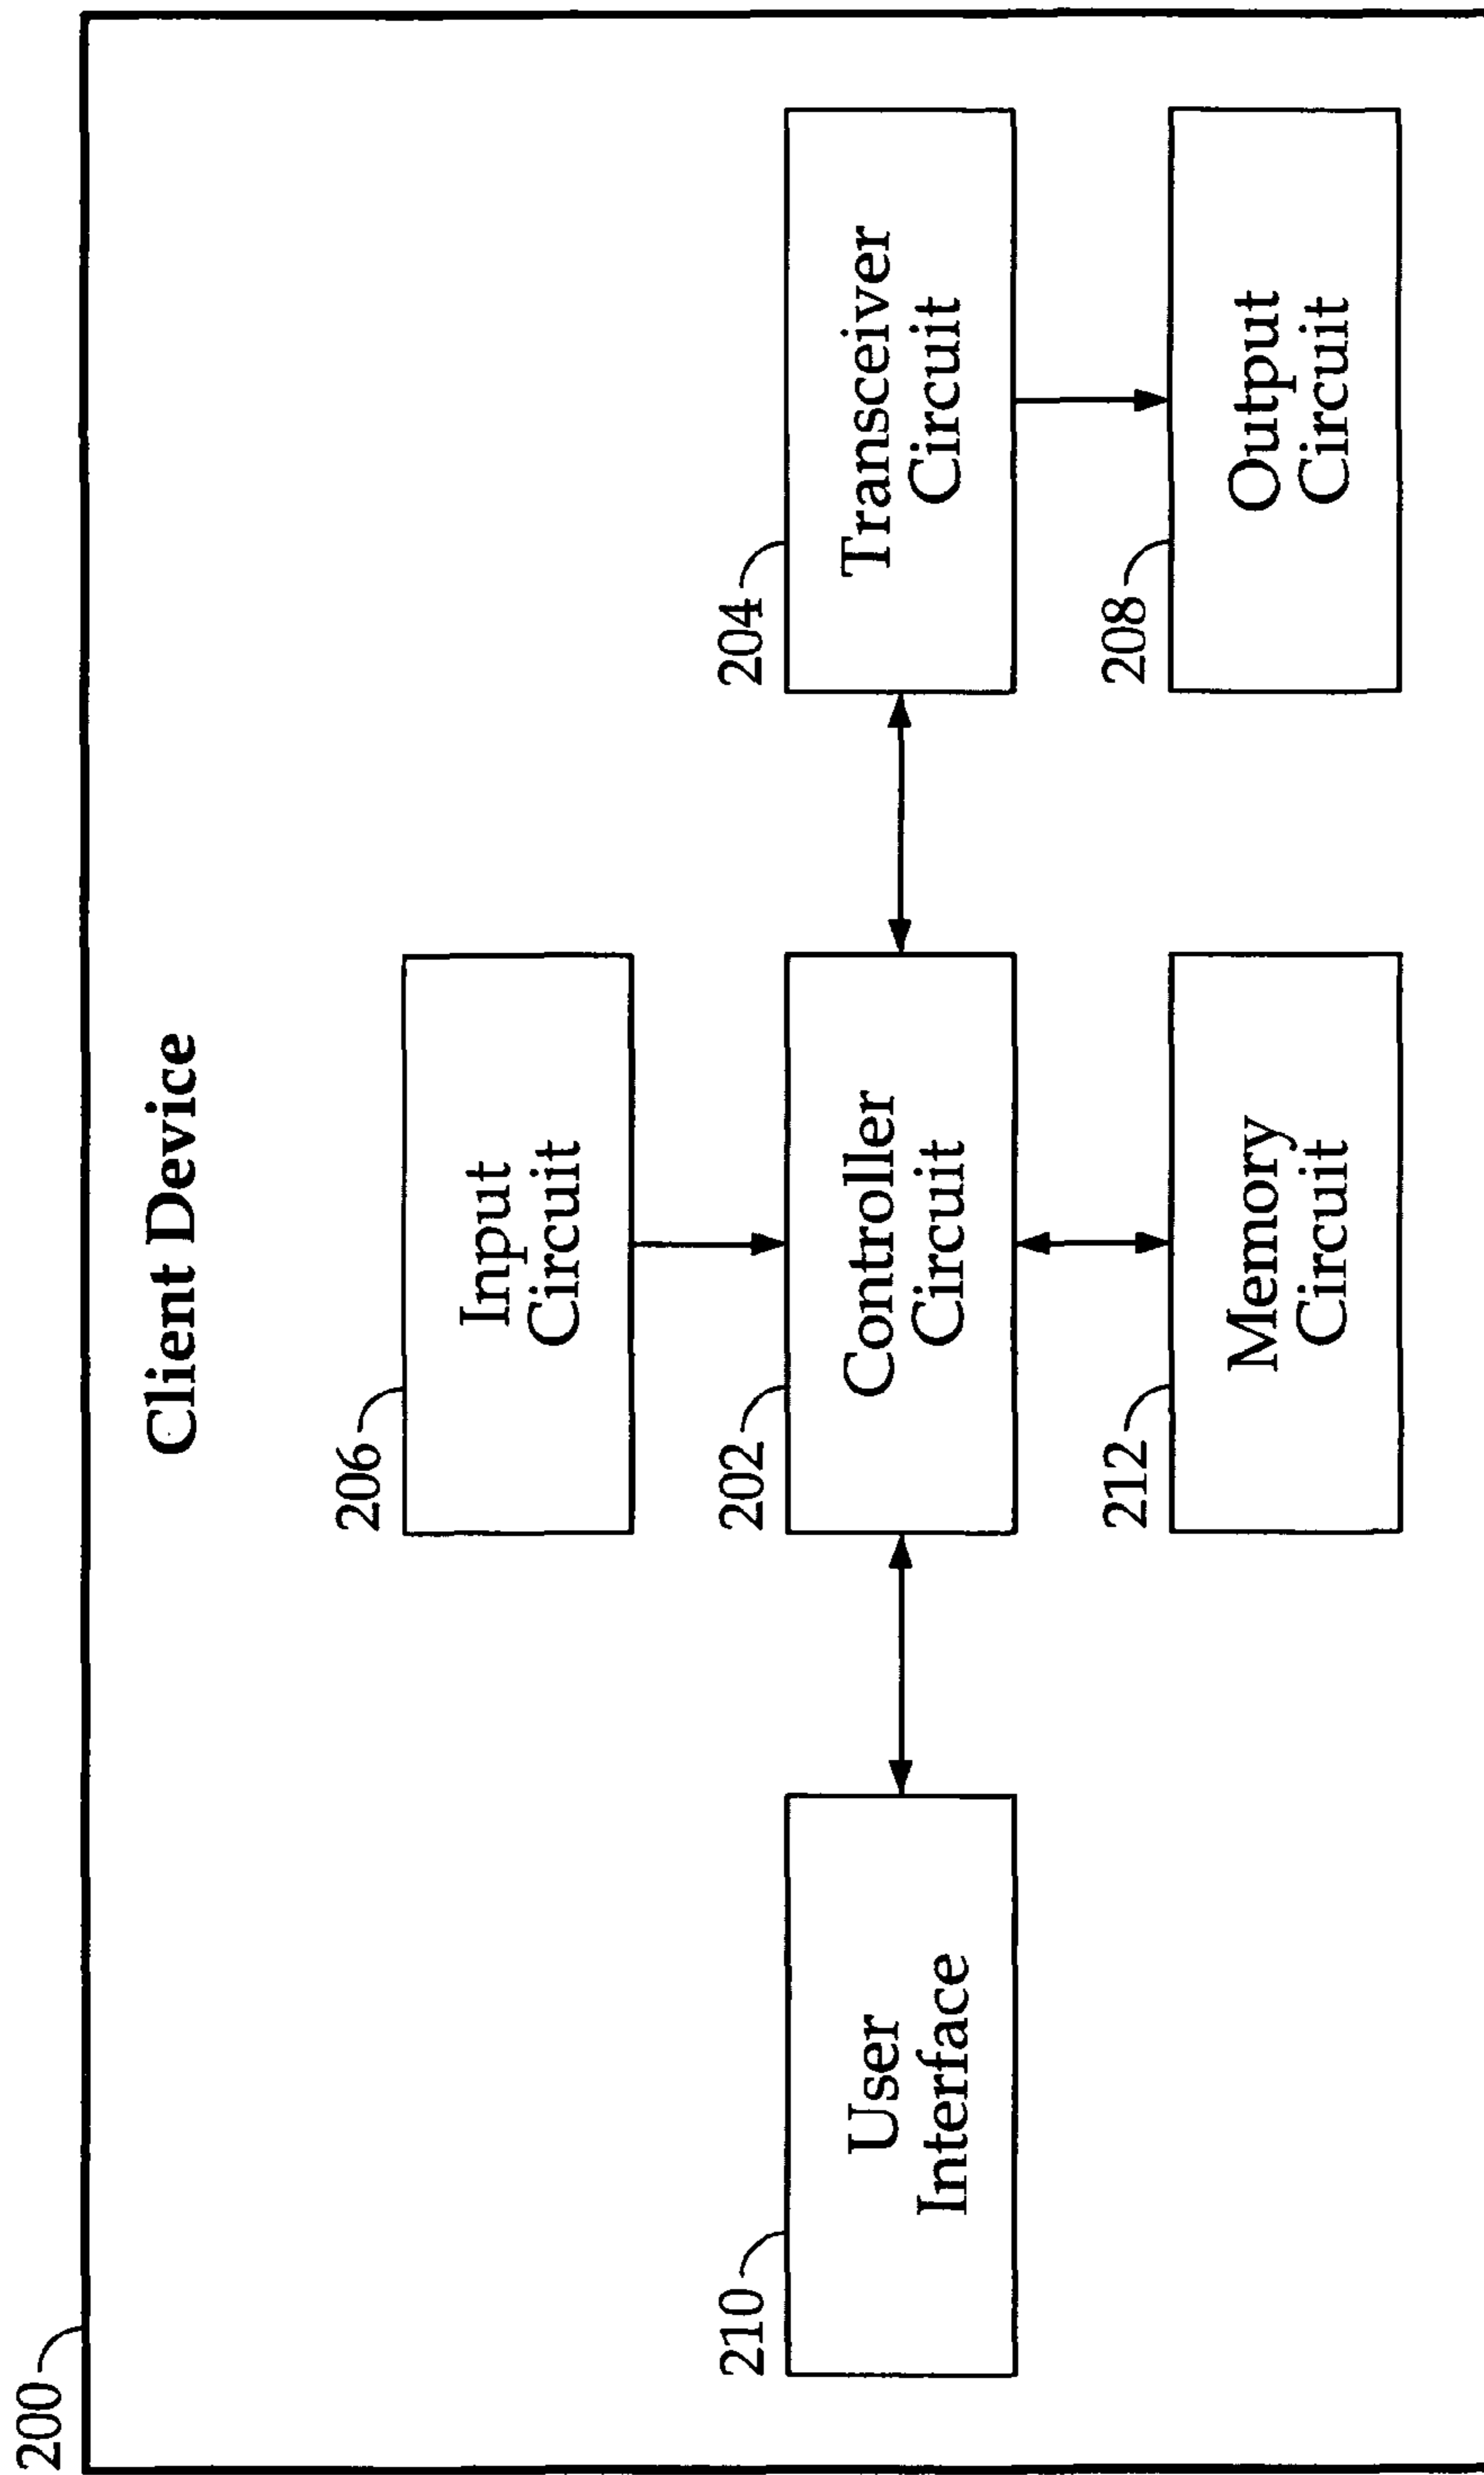 200
Client Device
206
Input
Circuit
210
User
Interface
202
Controller
Circuit
204
Transceiver
Circuit
212
Memory
Circuit
208
Output
Circuit